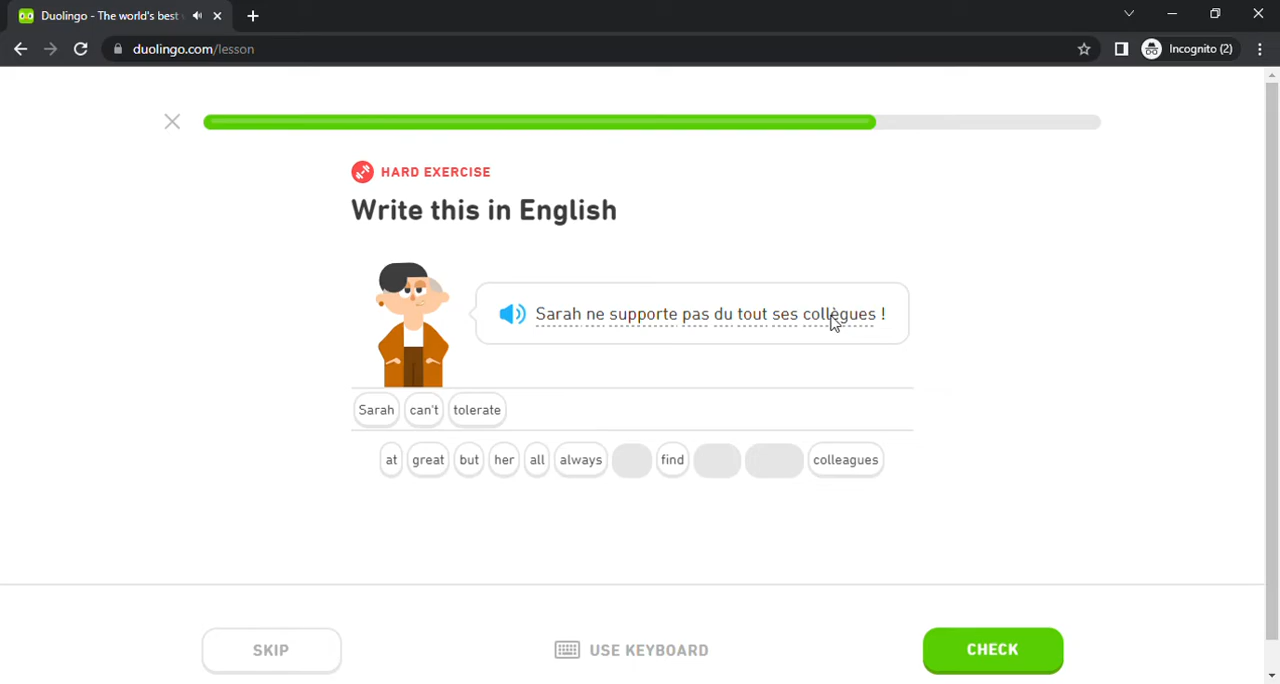 Duolingo - The world's best
duolingo.com/lesson
Incognito (2)
HARD EXERCISE
Write this in English
Sarah ne supporte pas du tout ses collègues !
Sarah can't tolerate
at great but her all always find colleagues
SKIP
USE KEYBOARD
CHECK